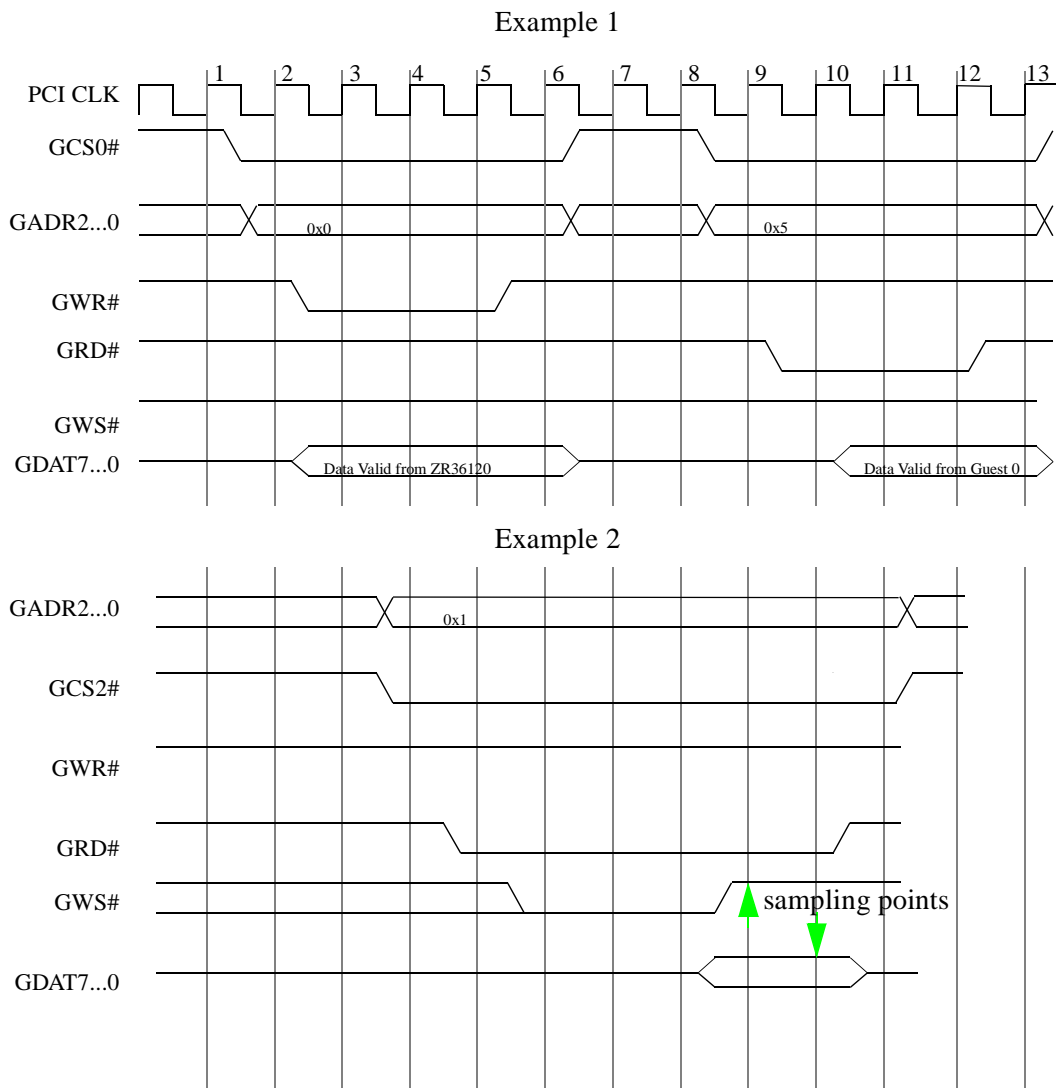 Example 1
1 2 3 4 5 6 7 8 9 10 11 12 13
PCI CLK
GCS0#
GADR2...0
0x0
0x5
GWR#
GRD#
GWS#
GDAT7...0
Data Valid from ZR36120
Data Valid from Guest 0
Example 2
GADR2...0
0x1
GCS2#
GWR#
GRD#
GWS#
sampling points
GDAT7...0